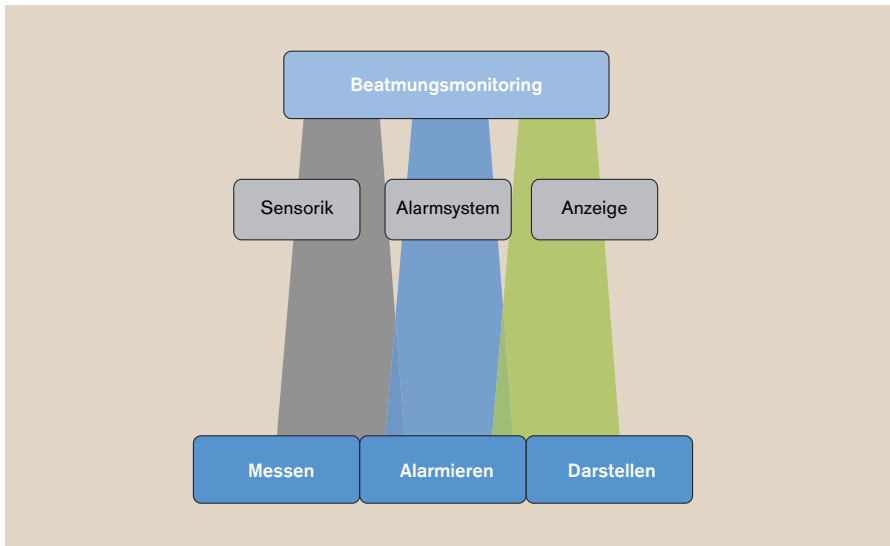 Beatmungsmonitoring
Sensorik
Alarmsystem
Anzeige
Messen
Alarmieren
Darstellen